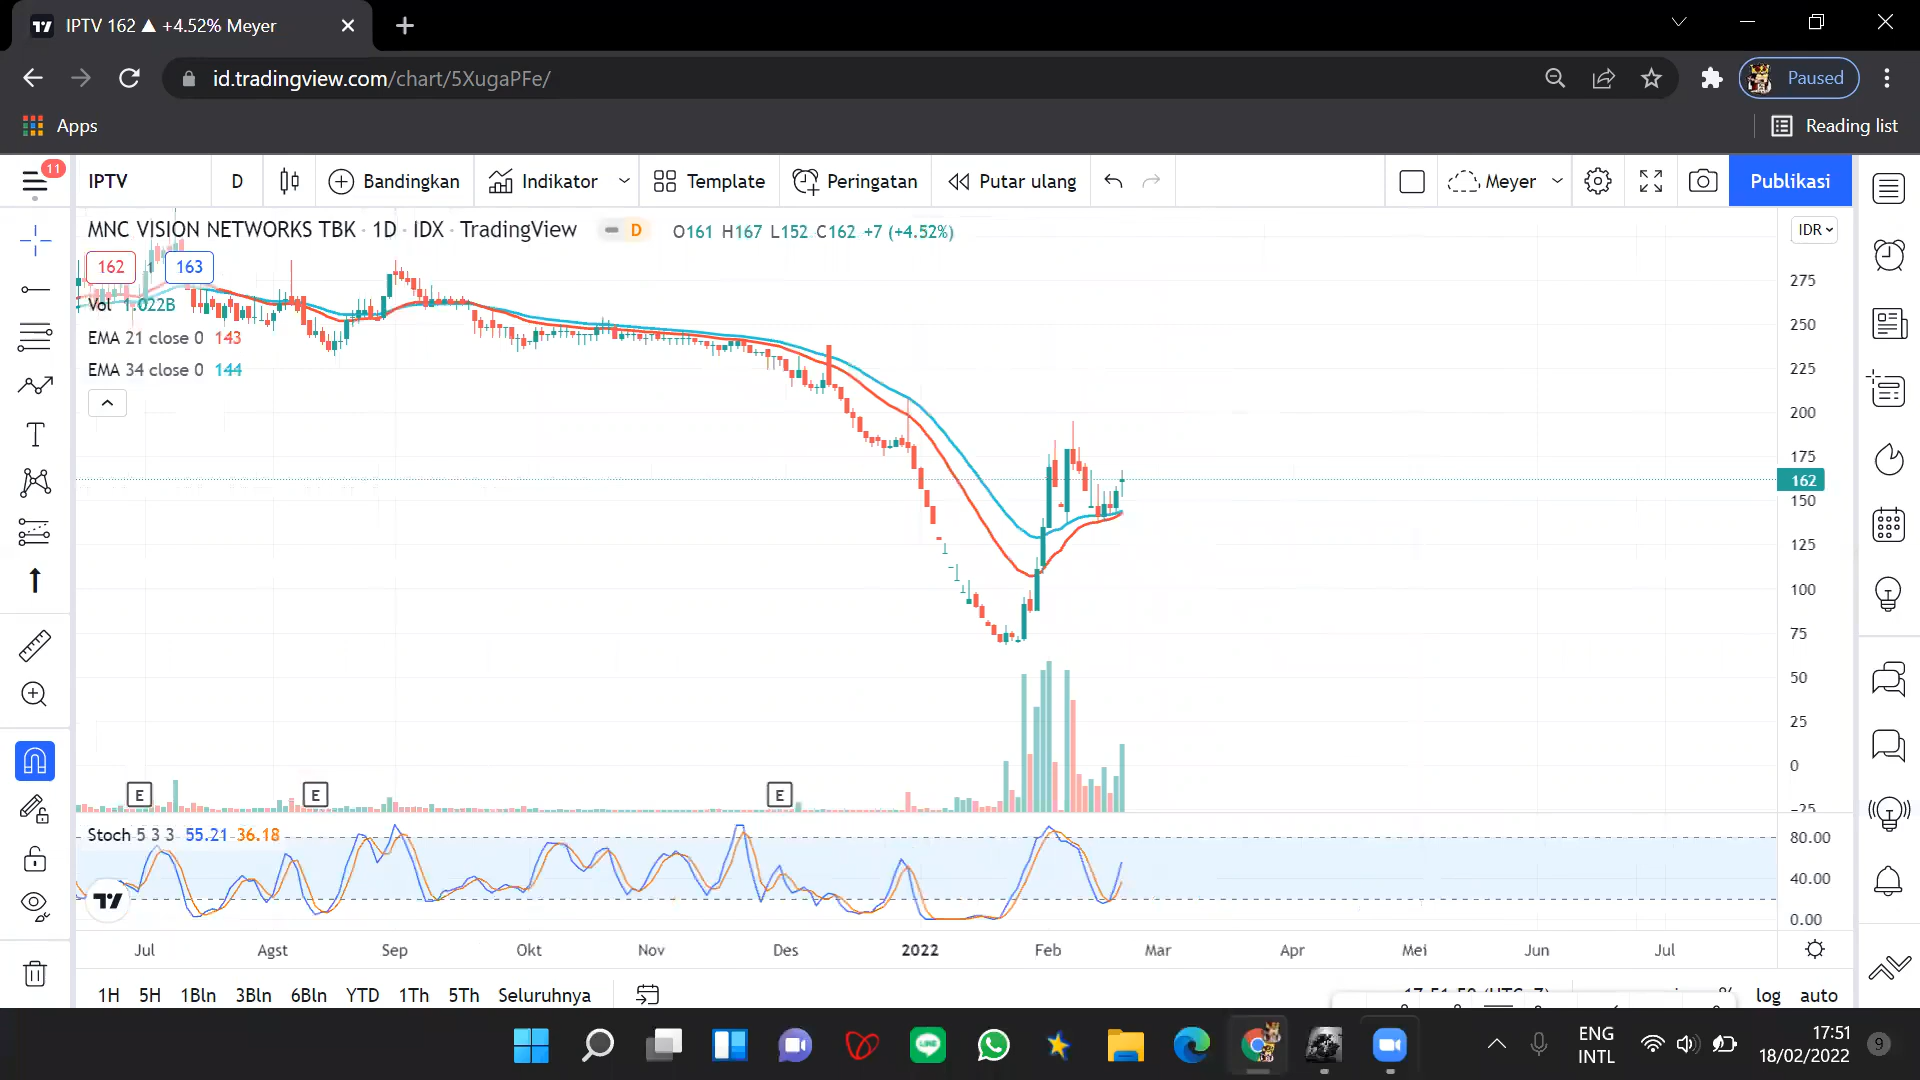 IPTV 162 ▲ +4.52% Meyer
id.tradingview.com/chart/5XugaPFe/
Paused
Apps
Reading list
11
IPTV
D
Bandingkan
Indikator
Template
Peringatan
Putar ulang
Meyer
Publikasi
MNC VISION NETWORKS TBK · 1D · IDX · TradingView
D
O161 H167 L152 C162 +7 (+4.52%)
IDR
162
1
163
Vol 1.022B
EMA 21 close 0 143
EMA 34 close 0 144
275
250
225
200
175
162
150
125
100
75
50
25
0
−25
E
E
E
Stoch 5 3 3 55.21 36.18
80.00
40.00
0.00
Jul
Agst
Sep
Okt
Nov
Des
2022
Feb
Mar
Apr
Mei
Jun
Jul
1H
5H
1Bln
3Bln
6Bln
YTD
1Th
5Th
Seluruhnya
%
log
auto
LINE
ENG
INTL
17:51
18/02/2022
9